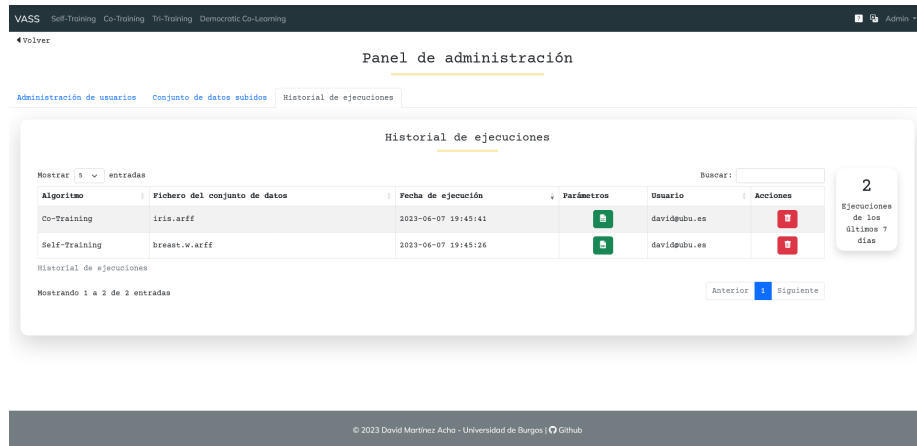 VASS Self-Training Co-Training Tri-Training Democratic Co-Learning Admin
Volver
Panel de administración
Administración de usuarios Conjunto de datos subidos Historial de ejecuciones
Historial de ejecuciones
Mostrar 5 entradas Buscar:
Algoritmo Fichero del conjunto de datos Fecha de ejecución Parámetros Usuario Acciones
Co-Training iris.arff 2023-06-07 19:45:41 david@ubu.es
Self-Training breast.w.arff 2023-06-07 19:45:26 david@ubu.es
Historial de ejecuciones
Mostrando 1 a 2 de 2 entradas Anterior 1 Siguiente
2
Ejecuciones
de los
últimos 7
días
© 2023 David Martínez Acha - Universidad de Burgos | Github